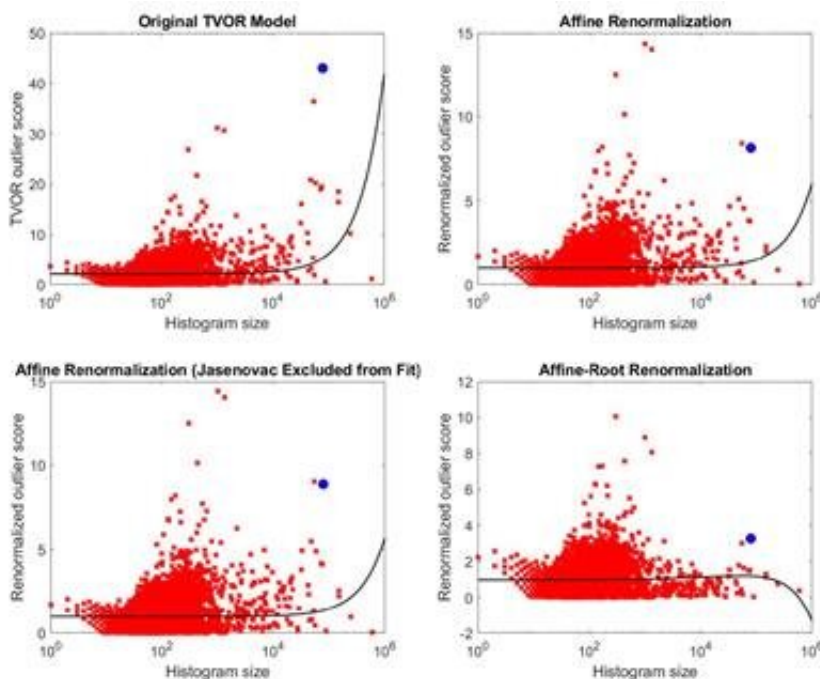 Original TVOR Model
TVOR outlier score
50
40
30
20
10
0
10^0 10^2 10^4 10^6
Histogram size
Affine Renormalization
Renormalized outlier score
15
10
5
0
10^0 10^2 10^4 10^6
Histogram size
Affine Renormalization (Jasenovac Excluded from Fit)
Renormalized outlier score
15
10
5
0
10^0 10^2 10^4 10^6
Histogram size
Affine-Root Renormalization
Renormalized outlier score
12
10
8
6
4
2
0
-2
10^0 10^2 10^4 10^6
Histogram size